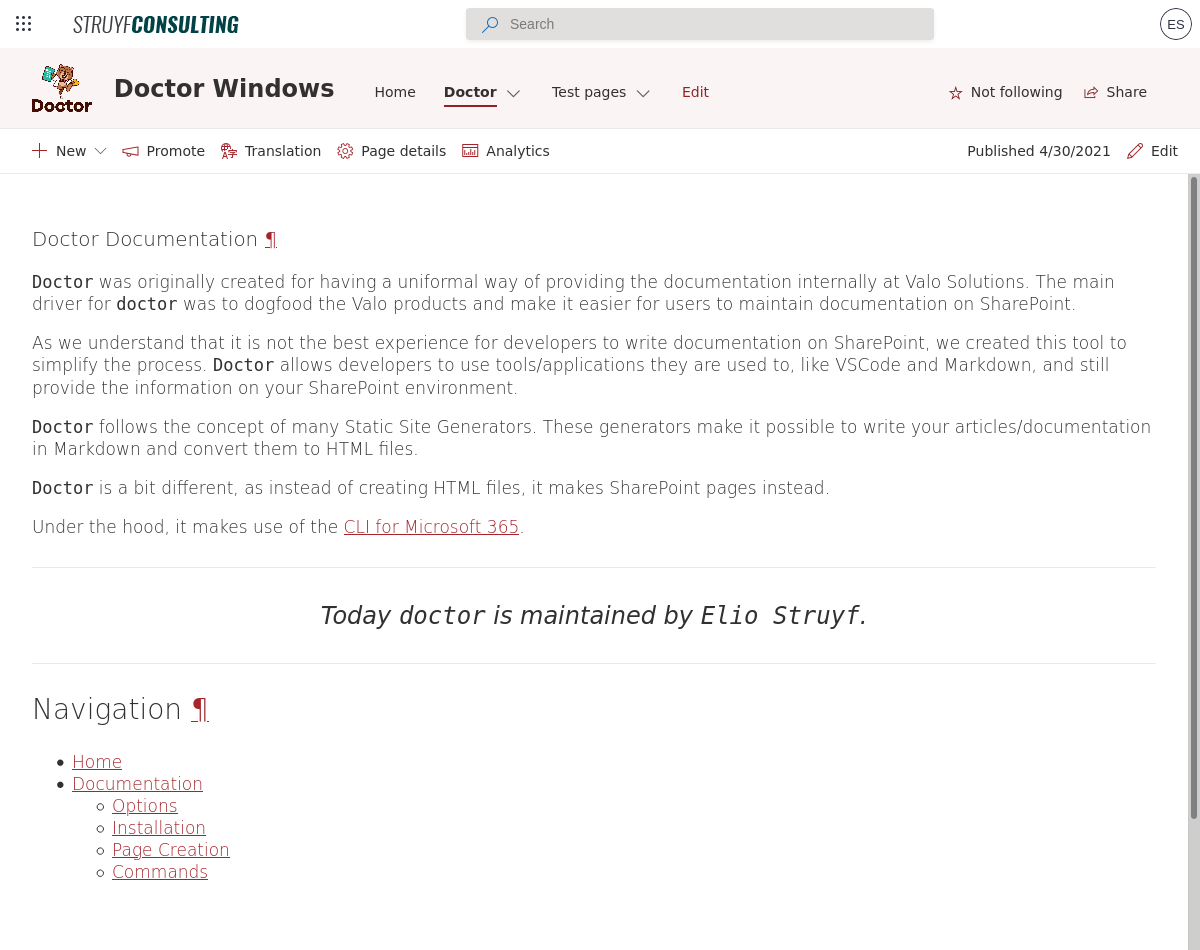 STRUYFCONSULTING
Search
ES
Doctor
Doctor Windows
Home
Doctor
Test pages
Edit
Not following
Share
New
Promote
Translation
Page details
Analytics
Published 4/30/2021
Edit
Doctor Documentation ¶
Doctor was originally created for having a uniformal way of providing the documentation internally at Valo Solutions. The main
driver for doctor was to dogfood the Valo products and make it easier for users to maintain documentation on SharePoint.
As we understand that it is not the best experience for developers to write documentation on SharePoint, we created this tool to
simplify the process. Doctor allows developers to use tools/applications they are used to, like VSCode and Markdown, and still
provide the information on your SharePoint environment.
Doctor follows the concept of many Static Site Generators. These generators make it possible to write your articles/documentation
in Markdown and convert them to HTML files.
Doctor is a bit different, as instead of creating HTML files, it makes SharePoint pages instead.
Under the hood, it makes use of the CLI for Microsoft 365.
Today doctor is maintained by Elio Struyf.
Navigation ¶
Home
Documentation
Options
Installation
Page Creation
Commands